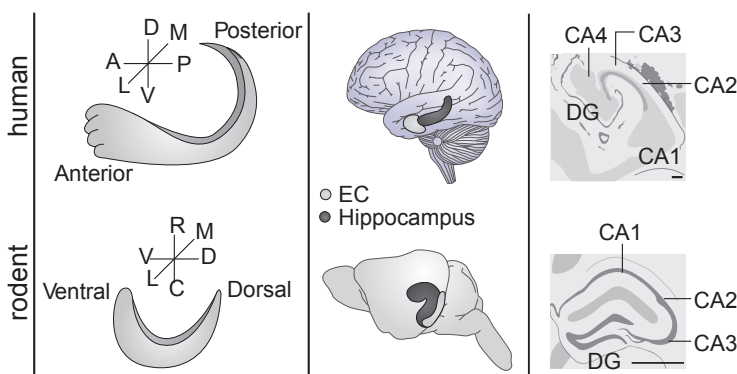 human
D
M
A
P
L
V
Posterior
Anterior
EC
Hippocampus
CA4
CA3
CA2
DG
CA1
rodent
R
M
V
D
L
C
Ventral
Dorsal
CA1
CA2
CA3
DG